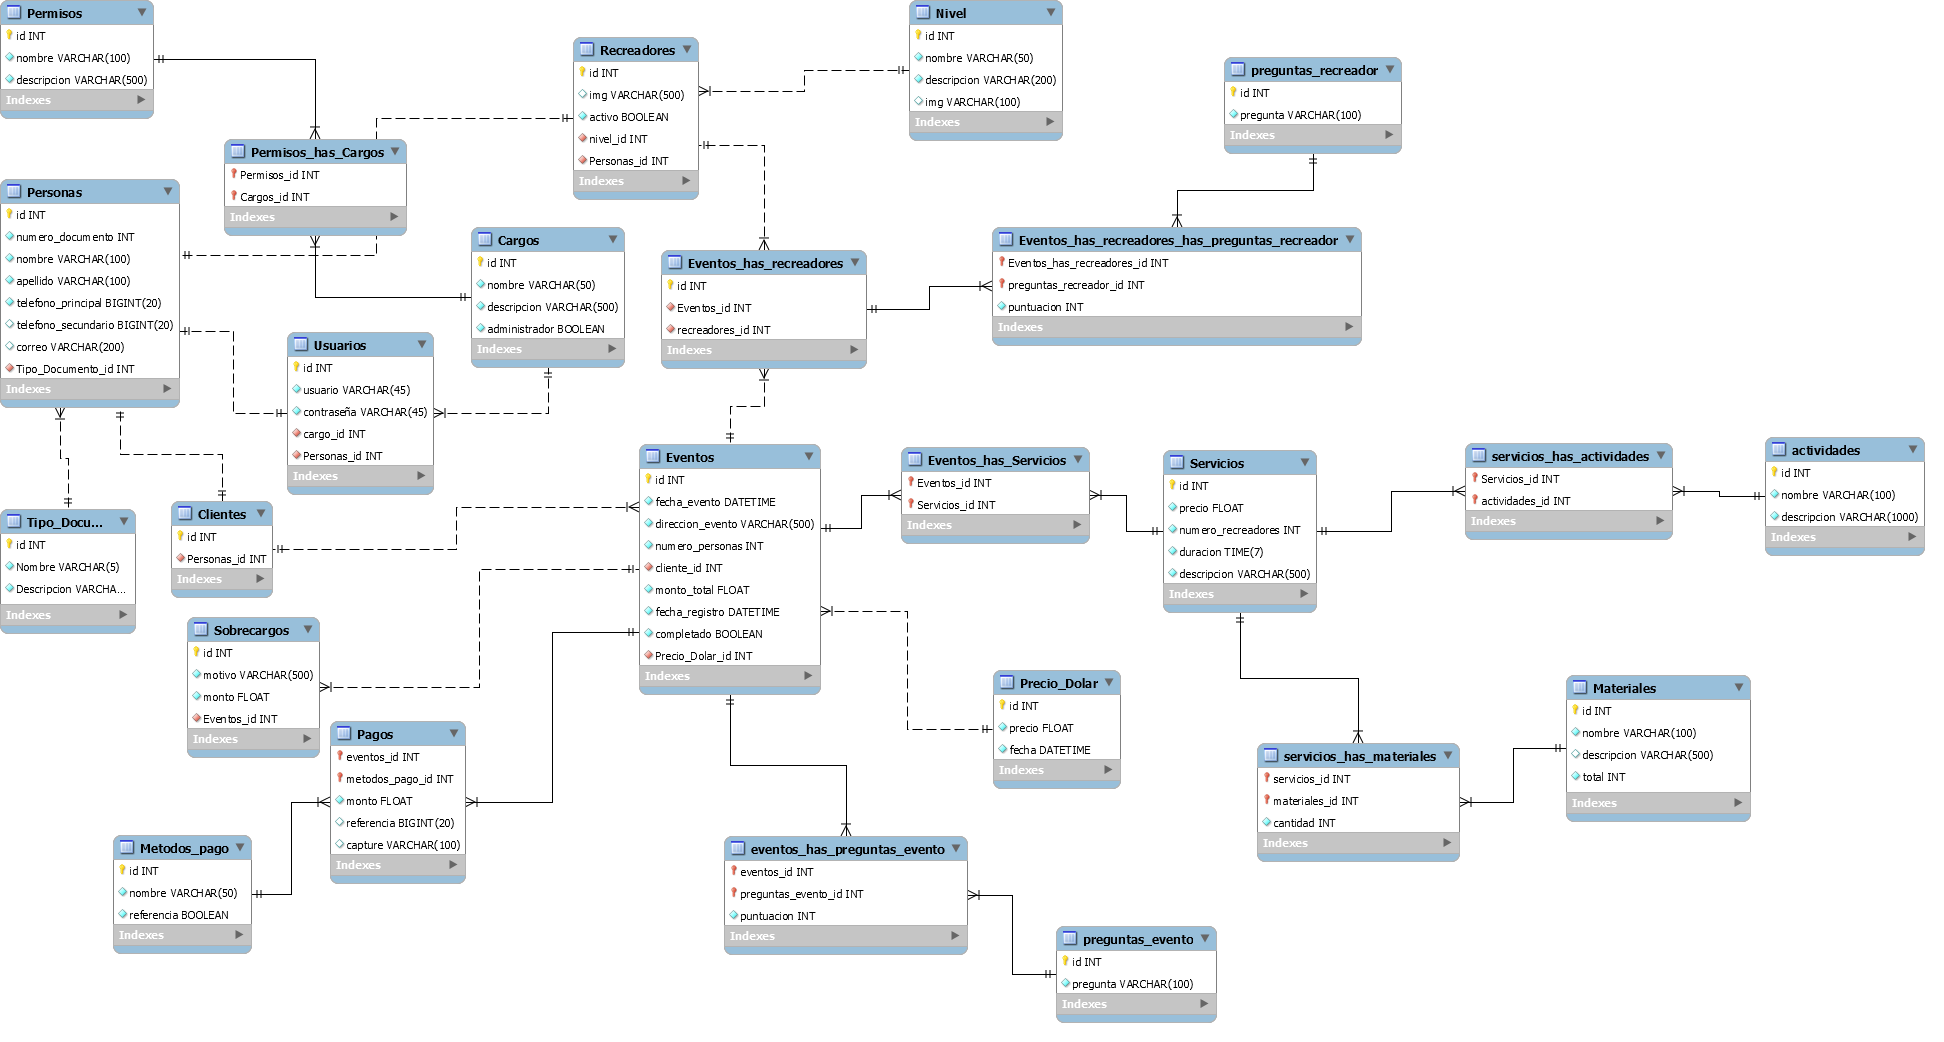 Permisos
id INT
nombre VARCHAR(100)
descripcion VARCHAR(500)
Indexes
Recreadores
id INT
img VARCHAR(500)
activo BOOLEAN
nivel_id INT
Personas_id INT
Indexes
Nivel
id INT
nombre VARCHAR(50)
descripcion VARCHAR(200)
img VARCHAR(100)
Indexes
preguntas_recreador
id INT
pregunta VARCHAR(100)
Indexes
Permisos_has_Cargos
Permisos_id INT
Cargos_id INT
Indexes
Personas
id INT
numero_documento INT
nombre VARCHAR(100)
apellido VARCHAR(100)
telefono_principal BIGINT(20)
telefono_secundario BIGINT(20)
correo VARCHAR(200)
Tipo_Documento_id INT
Indexes
Cargos
id INT
nombre VARCHAR(50)
descripcion VARCHAR(500)
administrador BOOLEAN
Indexes
Eventos_has_recreadores
id INT
Eventos_id INT
recreadores_id INT
Indexes
Eventos_has_recreadores_has_preguntas_recreador
Eventos_has_recreadores_id INT
preguntas_recreador_id INT
puntuacion INT
Indexes
Usuarios
id INT
usuario VARCHAR(45)
contraseña VARCHAR(45)
cargo_id INT
Personas_id INT
Indexes
Tipo_Docu...
id INT
Nombre VARCHAR(5)
Descripcion VARCHA...
Indexes
Clientes
id INT
Personas_id INT
Indexes
Eventos
id INT
fecha_evento DATETIME
direccion_evento VARCHAR(500)
numero_personas INT
cliente_id INT
monto_total FLOAT
fecha_registro DATETIME
completado BOOLEAN
Precio_Dolar_id INT
Indexes
Eventos_has_Servicios
Eventos_id INT
Servicios_id INT
Indexes
Servicios
id INT
precio FLOAT
numero_recreadores INT
duracion TIME(7)
descripcion VARCHAR(500)
Indexes
servicios_has_actividades
Servicios_id INT
actividades_id INT
Indexes
actividades
id INT
nombre VARCHAR(100)
descripcion VARCHAR(1000)
Indexes
Sobrecargos
id INT
motivo VARCHAR(500)
monto FLOAT
Eventos_id INT
Indexes
Pagos
eventos_id INT
metodos_pago_id INT
monto FLOAT
referencia BIGINT(20)
capture VARCHAR(100)
Indexes
Precio_Dolar
id INT
precio FLOAT
fecha DATETIME
Indexes
Materiales
id INT
nombre VARCHAR(100)
descripcion VARCHAR(500)
total INT
Indexes
servicios_has_materiales
servicios_id INT
materiales_id INT
cantidad INT
Indexes
Metodos_pago
id INT
nombre VARCHAR(50)
referencia BOOLEAN
Indexes
eventos_has_preguntas_evento
eventos_id INT
preguntas_evento_id INT
puntuacion INT
Indexes
preguntas_evento
id INT
pregunta VARCHAR(100)
Indexes